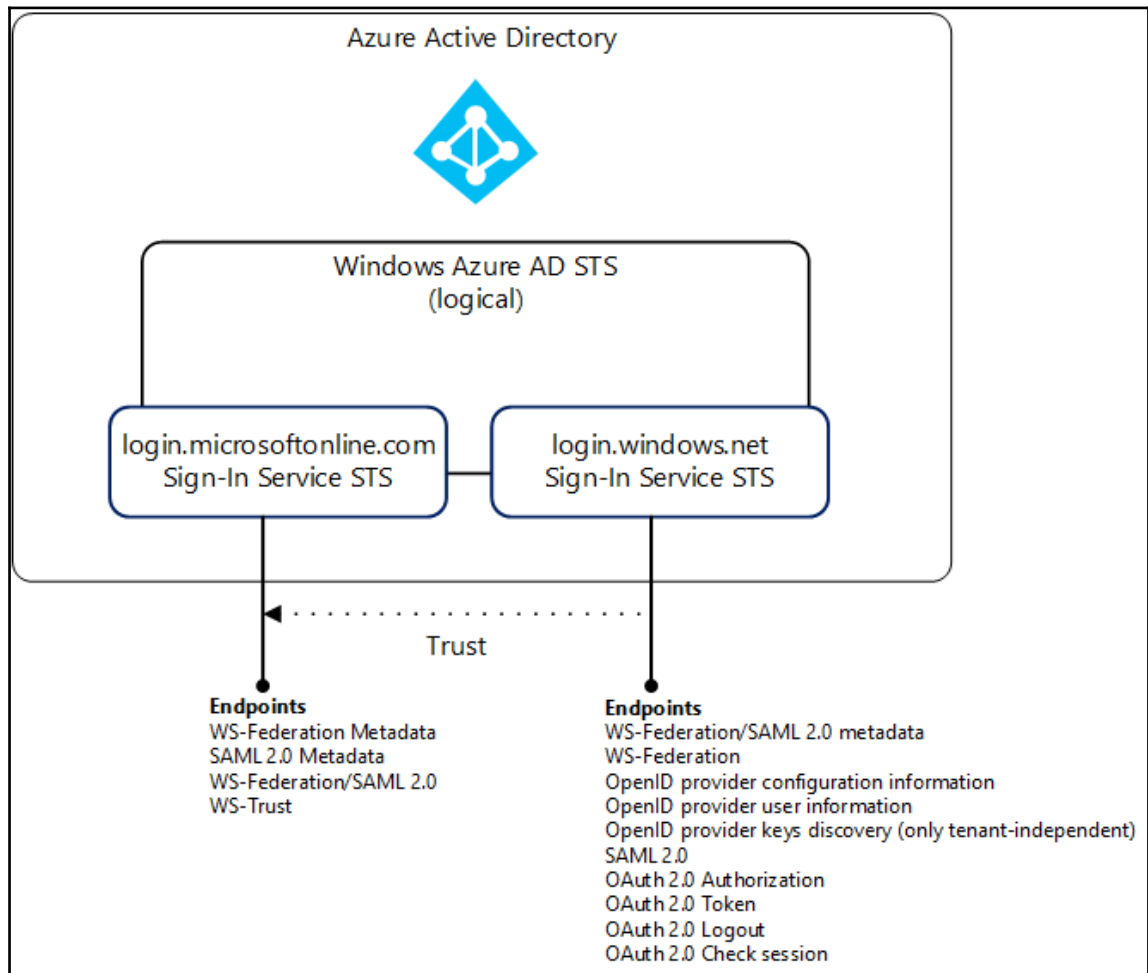 Azure Active Directory
Windows Azure AD STS
(logical)
login.microsoftonline.com
Sign-In Service STS
login.windows.net
Sign-In Service STS
Trust
Endpoints
WS-Federation Metadata
SAML 2.0 Metadata
WS-Federation/SAML 2.0
WS-Trust
Endpoints
WS-Federation/SAML 2.0 metadata
WS-Federation
OpenID provider configuration information
OpenID provider user information
OpenID provider keys discovery (only tenant-independent)
SAML 2.0
OAuth 2.0 Authorization
OAuth 2.0 Token
OAuth 2.0 Logout
OAuth 2.0 Check session